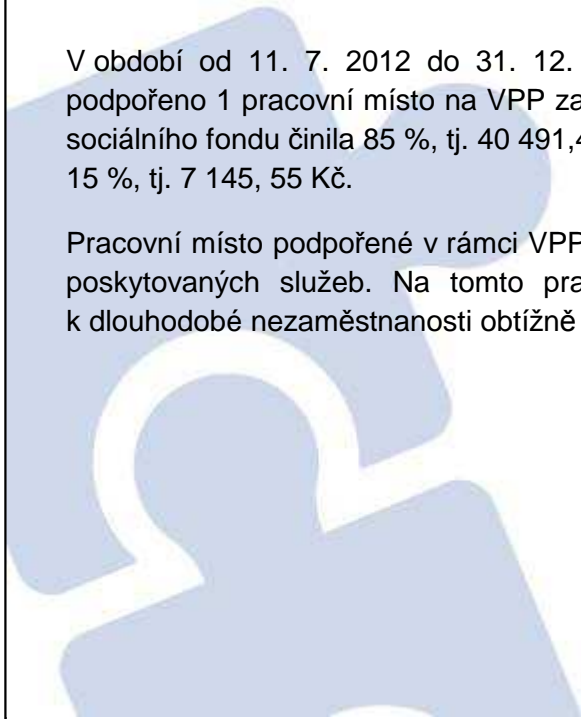 V období od 11. 7. 2012 do 31. 12.
podpořeno 1 pracovní místo na VPP za
sociálního fondu činila 85 %, tj. 40 491,4
15 %, tj. 7 145, 55 Kč.
Pracovní místo podpořené v rámci VPP
poskytovaných služeb. Na tomto pra
k dlouhodobé nezaměstnanosti obtížně